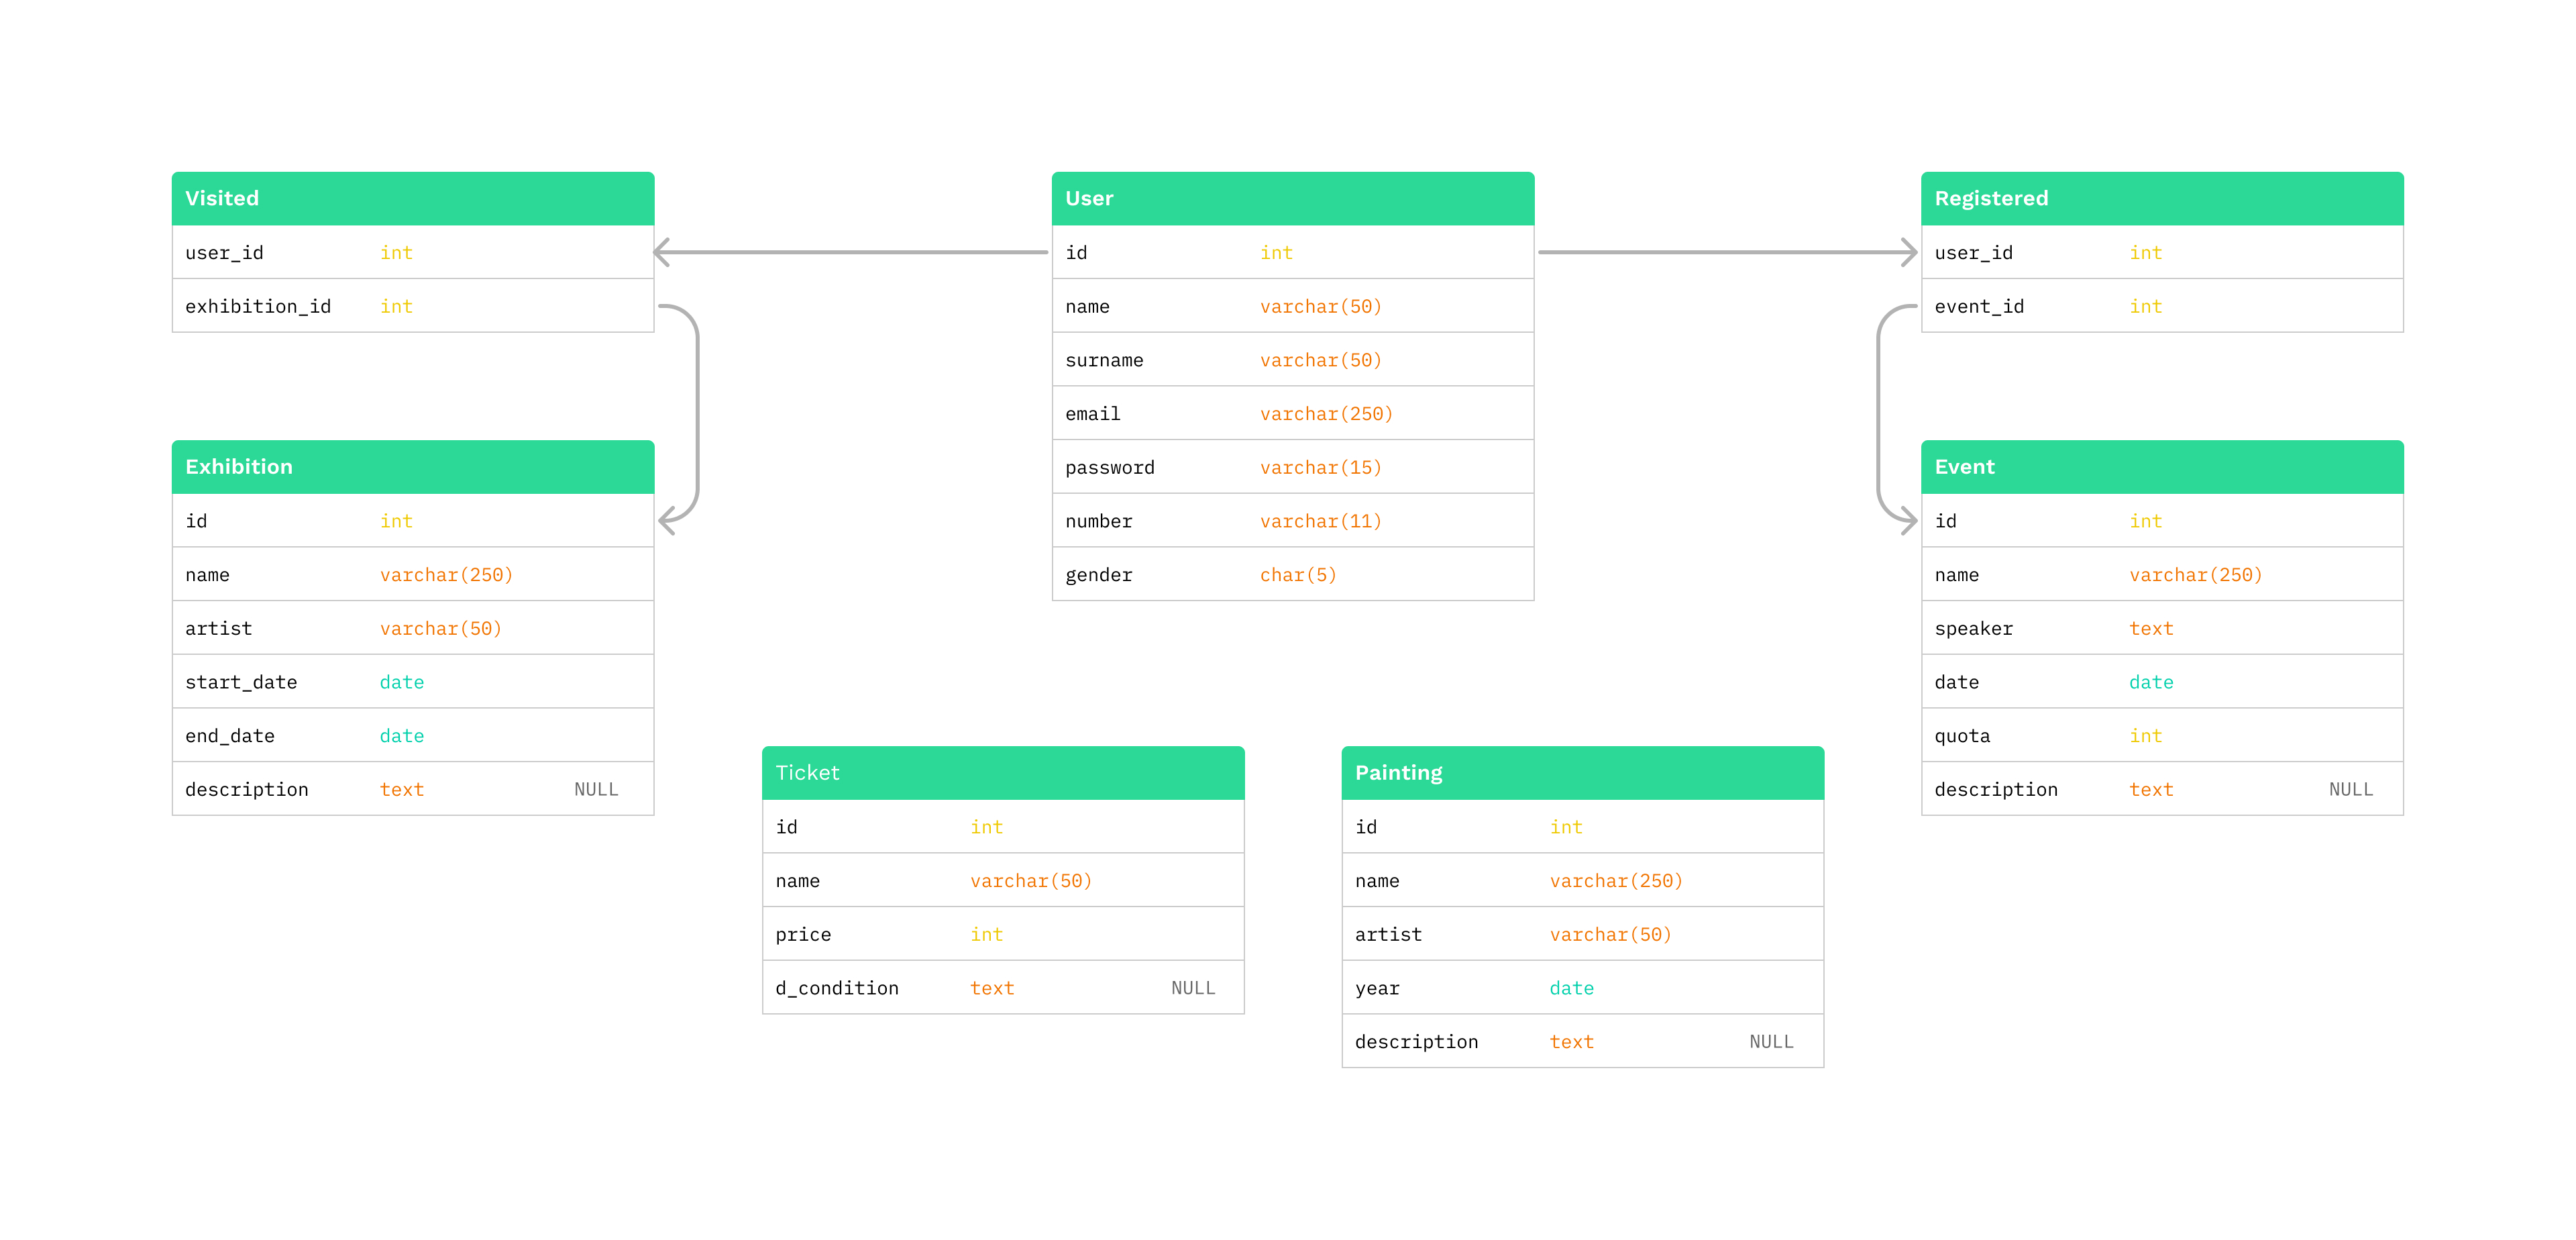 Visited
user_id int
exhibition_id int
User
id int
name varchar(50)
surname varchar(50)
email varchar(250)
password varchar(15)
number varchar(11)
gender char(5)
Registered
user_id int
event_id int
Exhibition
id int
name varchar(250)
artist varchar(50)
start_date date
end_date date
description text NULL
Event
id int
name varchar(250)
speaker text
date date
quota int
description text NULL
Ticket
id int
name varchar(50)
price int
d_condition text NULL
Painting
id int
name varchar(250)
artist varchar(50)
year date
description text NULL